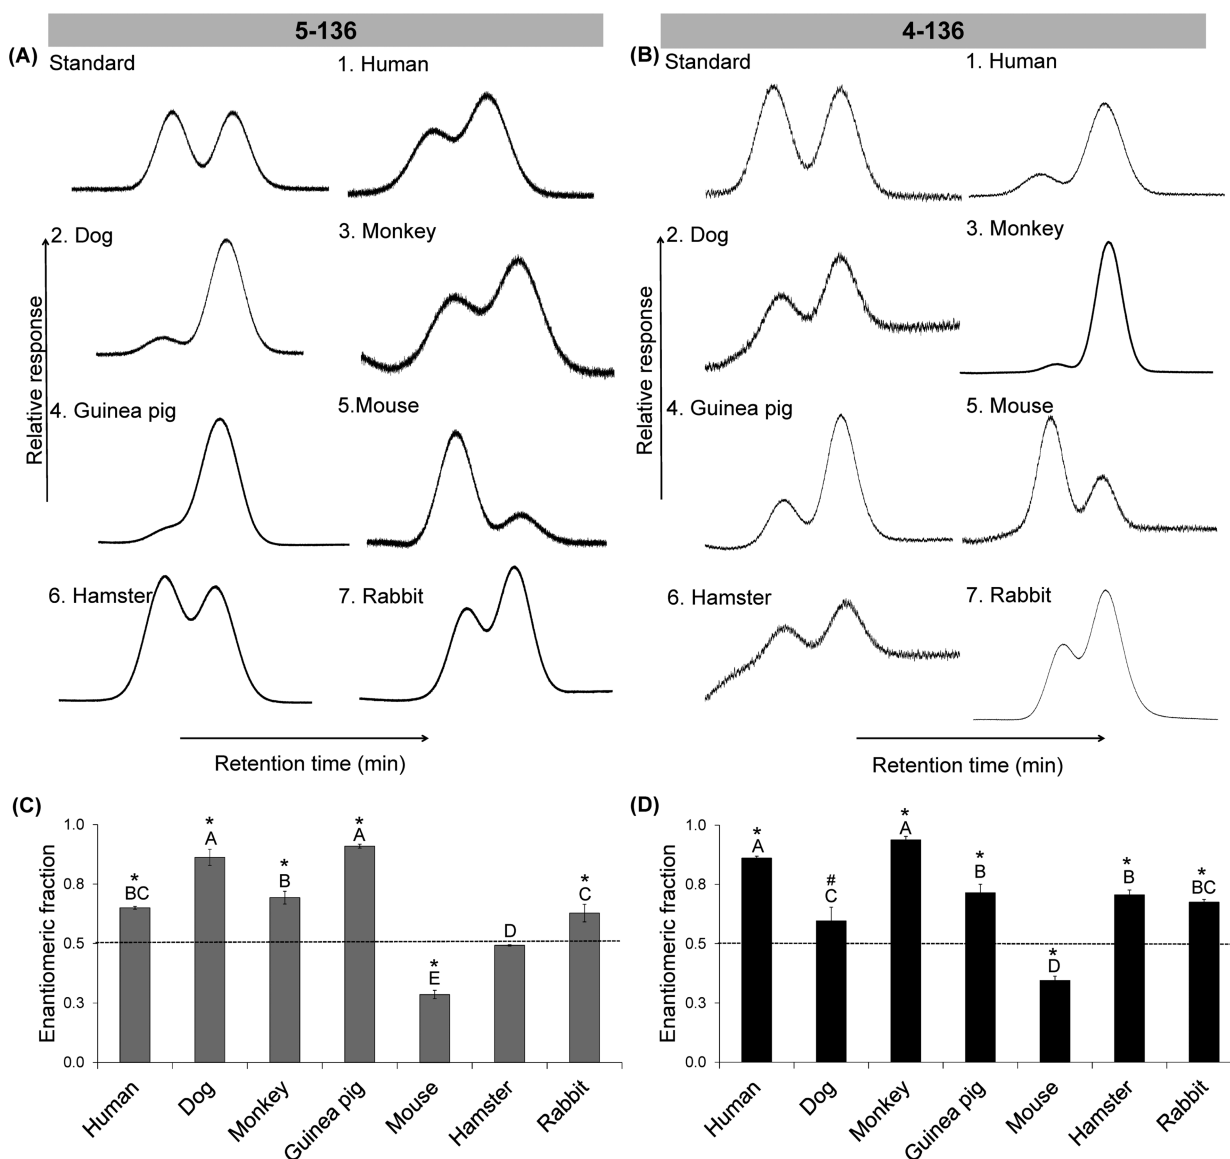 5-136
4-136
(A)
Standard
1. Human
2. Dog
3. Monkey
4. Guinea pig
5.Mouse
6. Hamster
7. Rabbit
Relative response
Retention time (min)
(B)
Standard
1. Human
2. Dog
3. Monkey
4. Guinea pig
5. Mouse
6. Hamster
7. Rabbit
Relative response
Retention time (min)
(C)
Enantiomeric fraction
1.0
0.8
0.5
0.3
0.0
*
BC
*
A
*
B
*
A
*
E
D
*
C
Human
Dog
Monkey
Guinea pig
Mouse
Hamster
Rabbit
(D)
Enantiomeric fraction
1.0
0.8
0.5
0.3
0.0
*
A
#
C
*
A
*
B
*
D
*
B
*
BC
Human
Dog
Monkey
Guinea pig
Mouse
Hamster
Rabbit